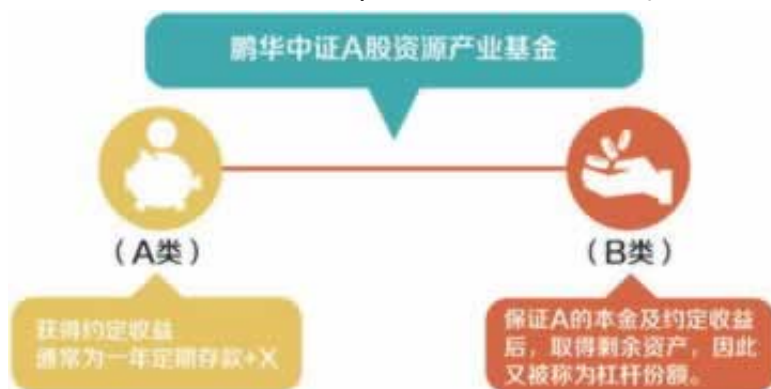 鹏华中证A股资源产业基金
（A类）
（B类）
获得约定收益
通常为一年定期存款+X
保证A的本金及约定收益
后，取得剩余资产，因此
又被称为杠杆份额。